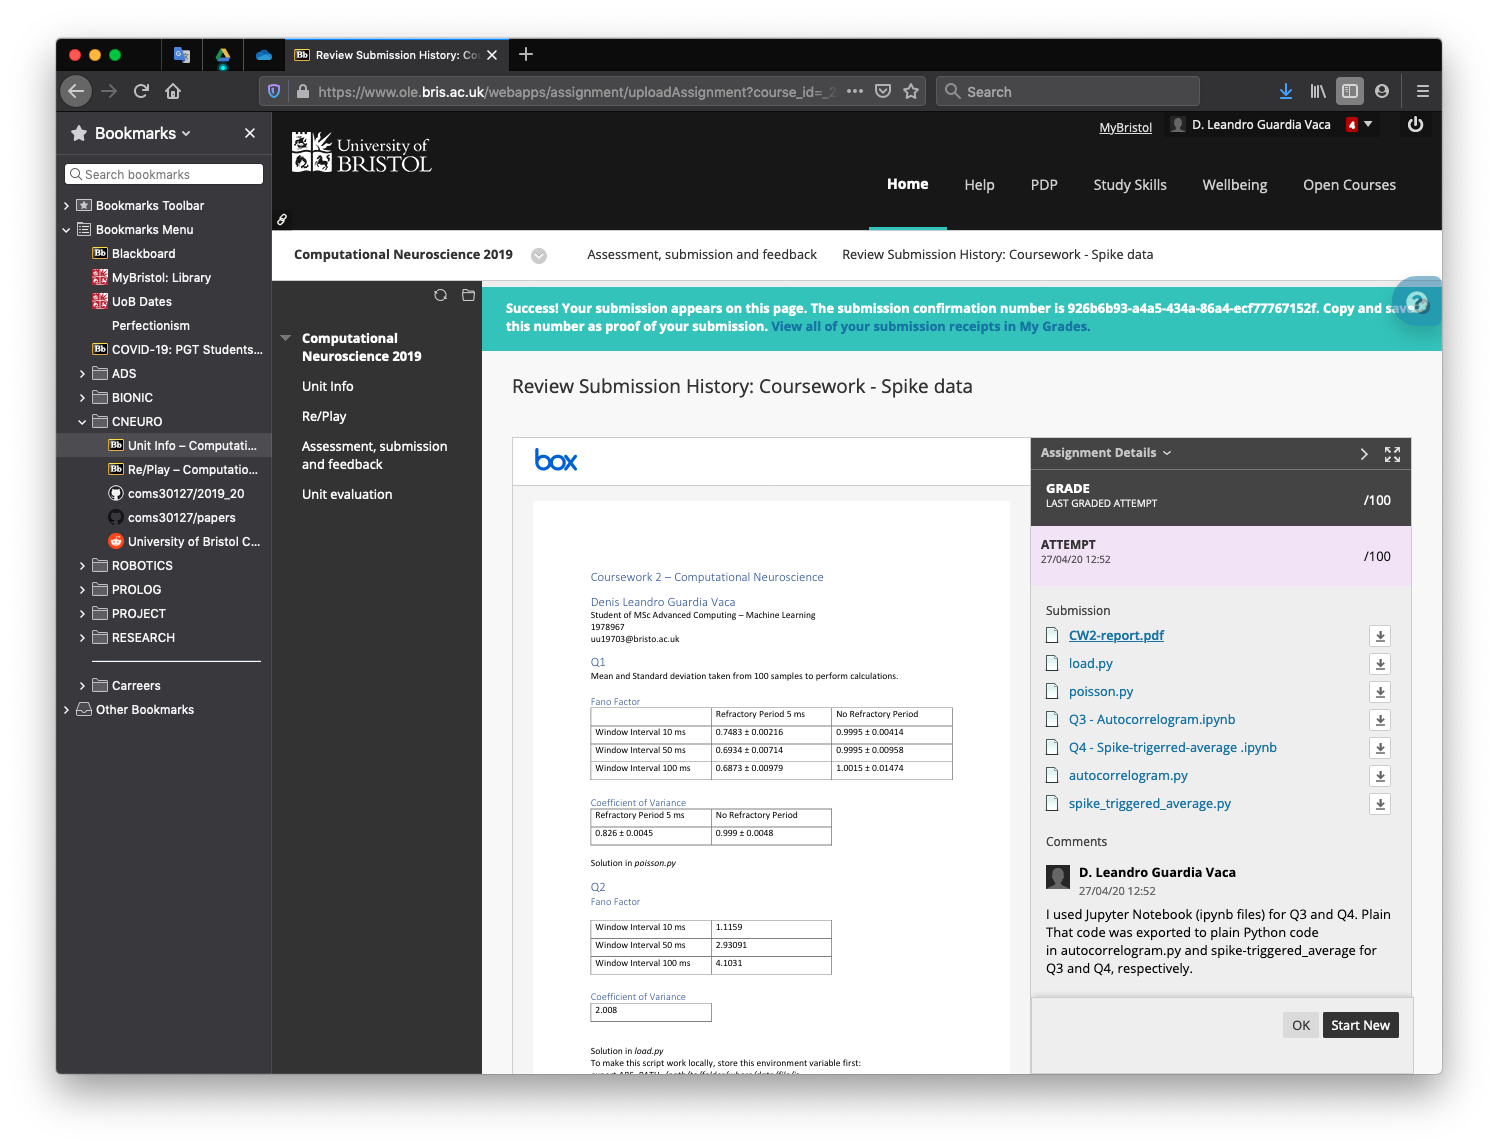 Review Submission History: Co
https://www.ole.bris.ac.uk/webapps/assignment/uploadAssignment?course_id=_2
Search
Bookmarks
Search bookmarks
Bookmarks Toolbar
Bookmarks Menu
Blackboard
MyBristol: Library
UoB Dates
Perfectionism
COVID-19: PGT Students...
ADS
BIONIC
CNEURO
Unit Info – Computati...
Re/Play – Computatio...
coms30127/2019_20
coms30127/papers
University of Bristol C...
ROBOTICS
PROLOG
PROJECT
RESEARCH
Carreers
Other Bookmarks
University of
BRISTOL
MyBristol
D. Leandro Guardia Vaca
4
Home
Help
PDP
Study Skills
Wellbeing
Open Courses
Computational Neuroscience 2019
Assessment, submission and feedback
Review Submission History: Coursework - Spike data
Computational
Neuroscience 2019
Unit Info
Re/Play
Assessment, submission
and feedback
Unit evaluation
Success! Your submission appears on this page. The submission confirmation number is 926b6b93-a4a5-434a-86a4-ecf77767152f. Copy and save
this number as proof of your submission. View all of your submission receipts in My Grades.
Review Submission History: Coursework - Spike data
box
Coursework 2 – Computational Neuroscience
Denis Leandro Guardia Vaca
Student of MSc Advanced Computing – Machine Learning
1978967
uu19703@bristo.ac.uk
Q1
Mean and Standard deviation taken from 100 samples to perform calculations.
Fano Factor
Refractory Period 5 ms No Refractory Period
Window Interval 10 ms 0.7483 ± 0.00216 0.9995 ± 0.00414
Window Interval 50 ms 0.6934 ± 0.00714 0.9995 ± 0.00958
Window Interval 100 ms 0.6873 ± 0.00979 1.0015 ± 0.01474
Coefficient of Variance
Refractory Period 5 ms No Refractory Period
0.826 ± 0.0045 0.999 ± 0.0048
Solution in poisson.py
Q2
Fano Factor
Window Interval 10 ms 1.1159
Window Interval 50 ms 2.93091
Window Interval 100 ms 4.1031
Coefficient of Variance
2.008
Solution in load.py
To make this script work locally, store this environment variable first:
Assignment Details
GRADE
LAST GRADED ATTEMPT
/100
ATTEMPT
27/04/20 12:52
/100
Submission
CW2-report.pdf
load.py
poisson.py
Q3 - Autocorrelogram.ipynb
Q4 - Spike-trigerred-average .ipynb
autocorrelogram.py
spike_triggered_average.py
Comments
D. Leandro Guardia Vaca
27/04/20 12:52
I used Jupyter Notebook (ipynb files) for Q3 and Q4. Plain
That code was exported to plain Python code
in autocorrelogram.py and spike-triggered_average for
Q3 and Q4, respectively.
OK
Start New